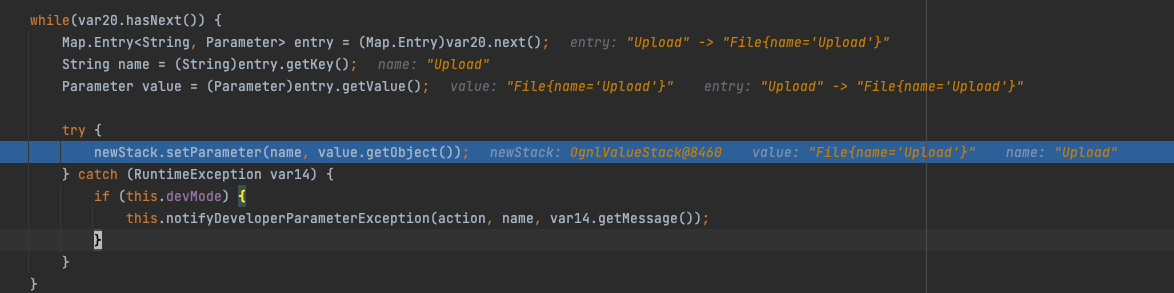 while(var20.hasNext()) {
Map.Entry<String, Parameter> entry = (Map.Entry)var20.next();   entry: "Upload" -> "File{name='Upload'}"
String name = (String)entry.getKey();   name: "Upload"
Parameter value = (Parameter)entry.getValue();   value: "File{name='Upload'}"   entry: "Upload" -> "File{name='Upload'}"
try {
newStack.setParameter(name, value.getObject());   newStack: OgnlValueStack@8460   value: "File{name='Upload'}"   name: "Upload"
} catch (RuntimeException var14) {
if (this.devMode) {
this.notifyDeveloperParameterException(action, name, var14.getMessage());
}
}
}